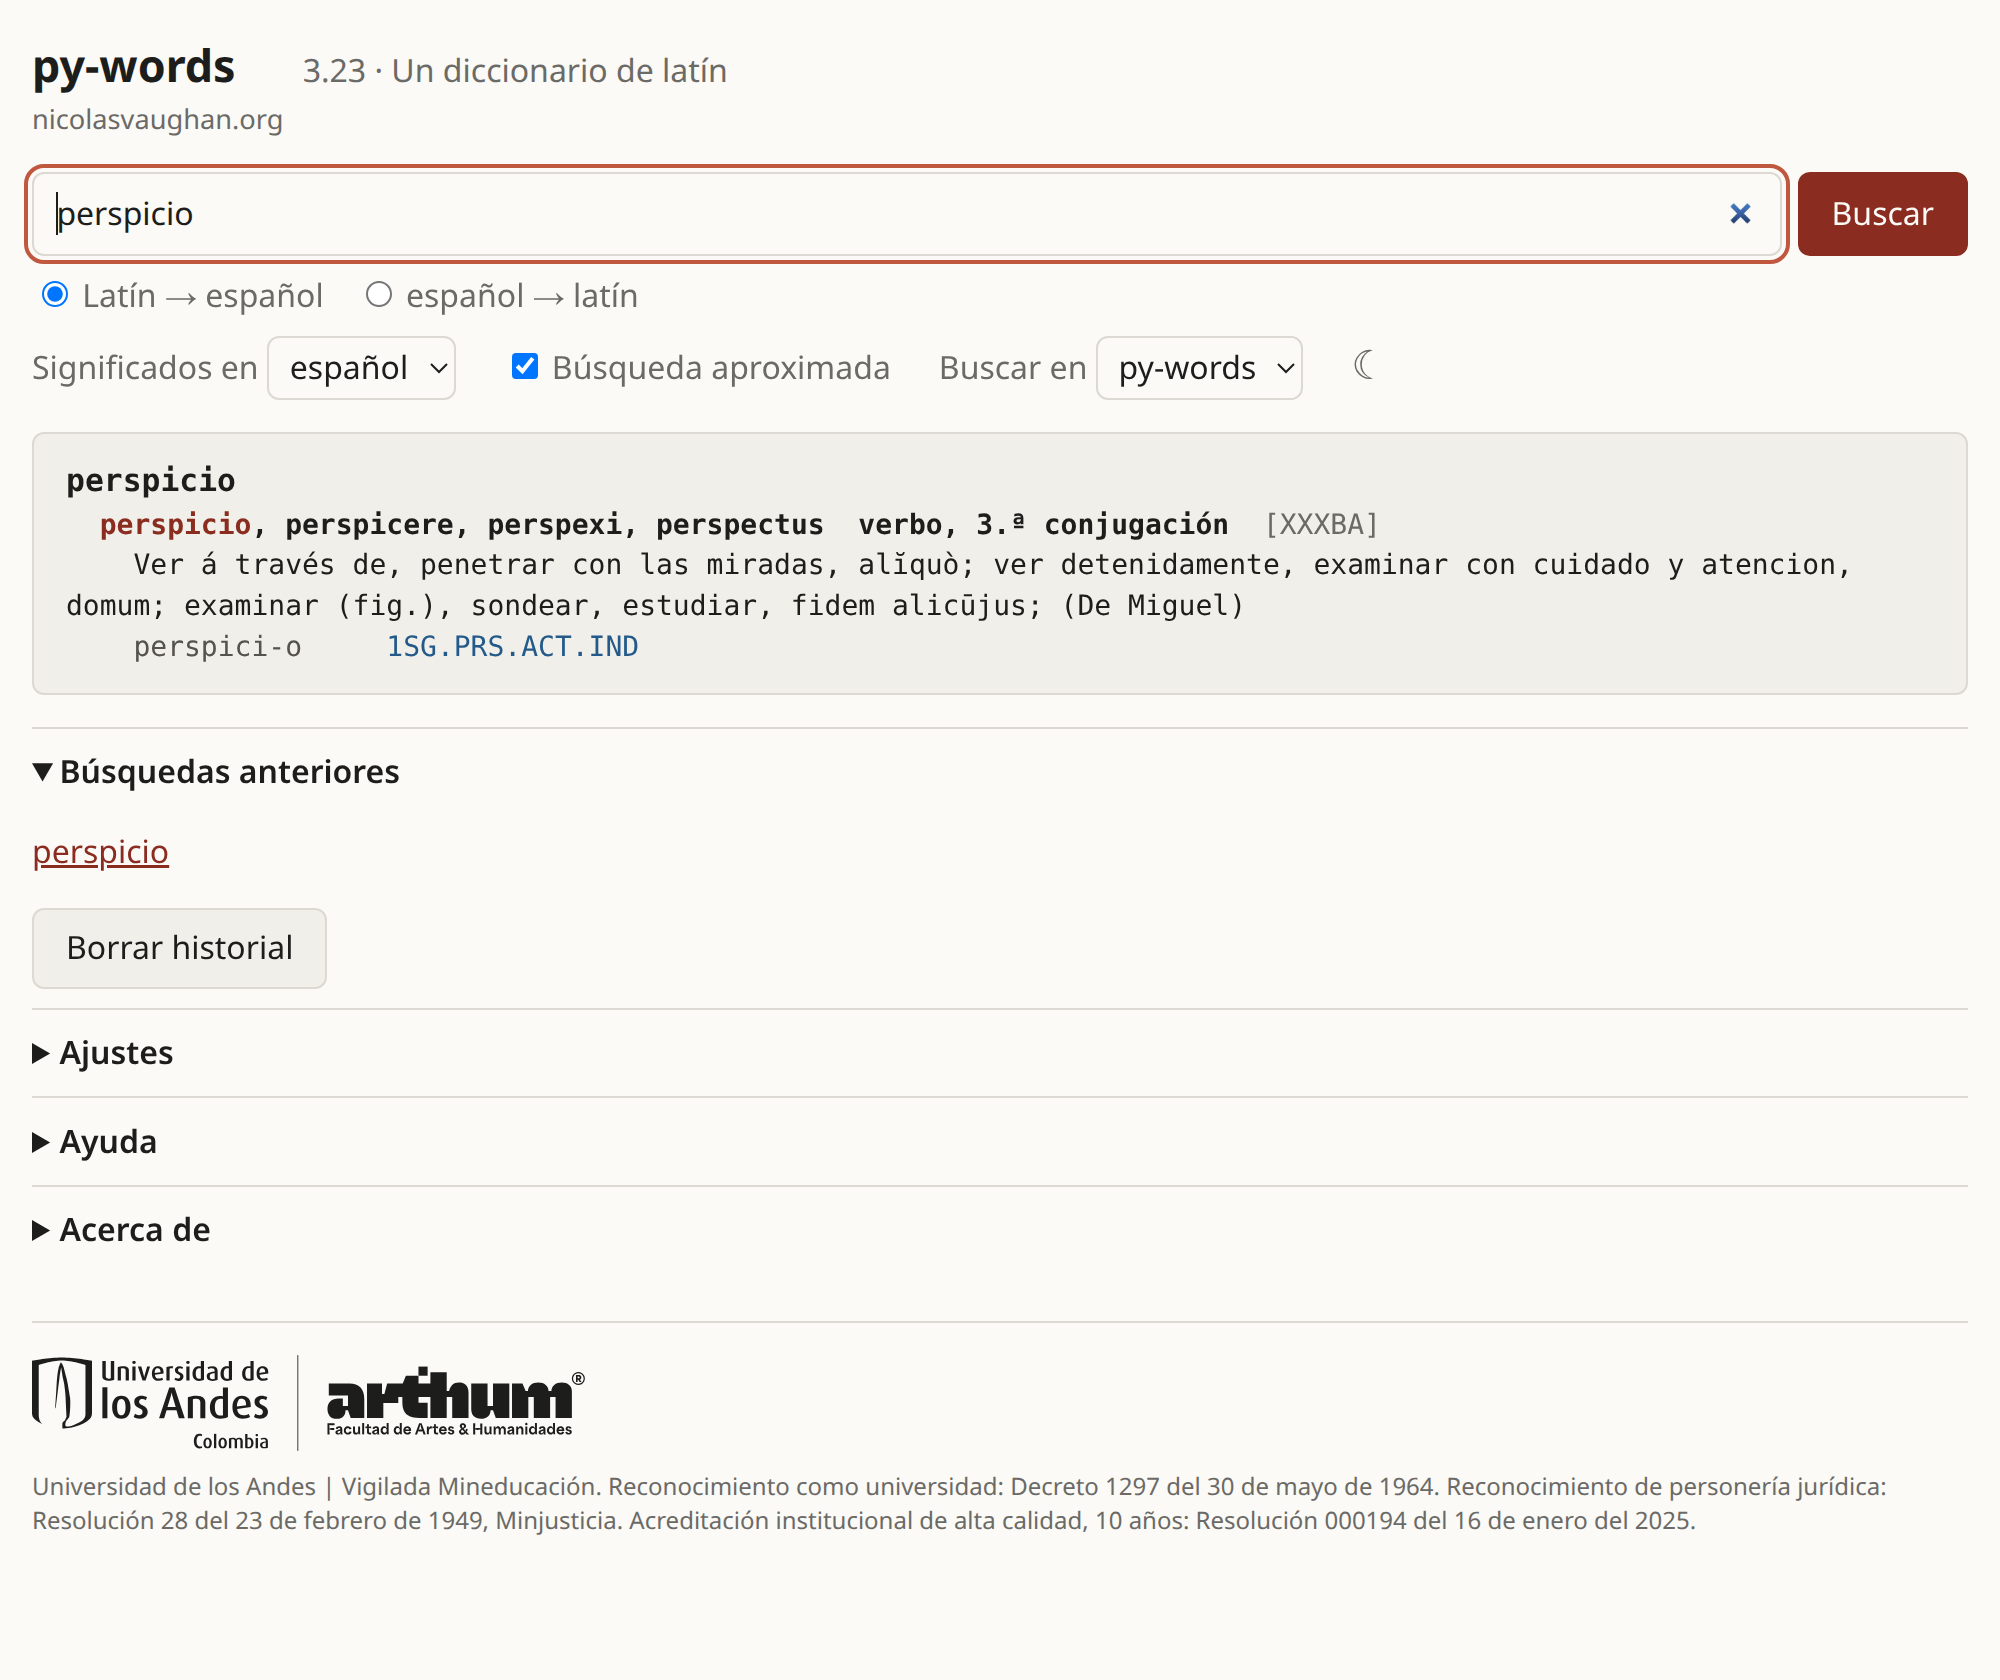 py-words 3.23 · Un diccionario de latín
nicolasvaughan.org
perspicio × Buscar
Latín → español español → latín
Significados en español Búsqueda aproximada Buscar en py-words ☾
perspicio
perspicio, perspicere, perspexi, perspectus verbo, 3.ª conjugación [XXXBA]
Ver á través de, penetrar con las miradas, alĭquò; ver detenidamente, examinar con cuidado y atencion,
domum; examinar (fig.), sondear, estudiar, fidem alicūjus; (De Miguel)
perspici-o 1SG.PRS.ACT.IND
▼ Búsquedas anteriores
perspicio
Borrar historial
▶ Ajustes
▶ Ayuda
▶ Acerca de
Universidad de
los Andes
Colombia
arthum®
Facultad de Artes & Humanidades
Universidad de los Andes | Vigilada Mineducación. Reconocimiento como universidad: Decreto 1297 del 30 de mayo de 1964. Reconocimiento de personería jurídica:
Resolución 28 del 23 de febrero de 1949, Minjusticia. Acreditación institucional de alta calidad, 10 años: Resolución 000194 del 16 de enero del 2025.